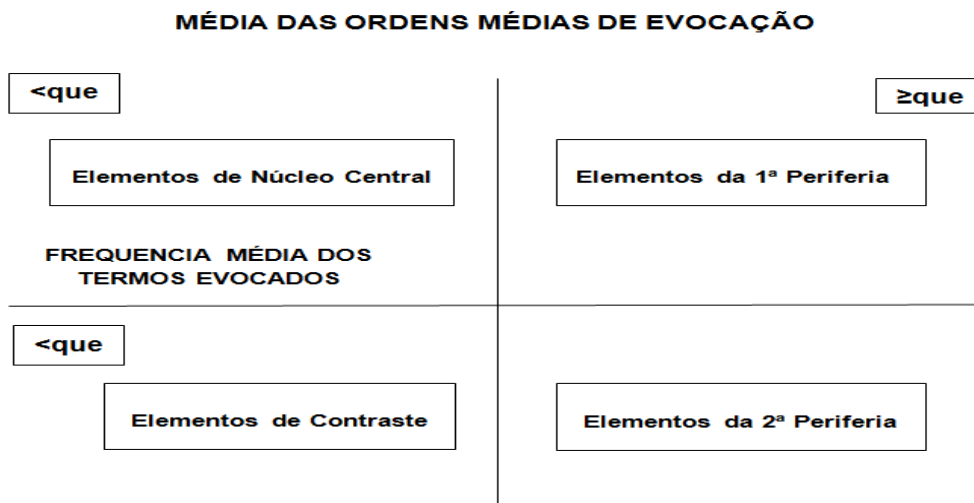 MÉDIA DAS ORDENS MÉDIAS DE EVOCAÇÃO
<que
≥que
Elementos de Núcleo Central
Elementos da 1ª Periferia
FREQUENCIA MÉDIA DOS
TERMOS EVOCADOS
<que
Elementos de Contraste
Elementos da 2ª Periferia